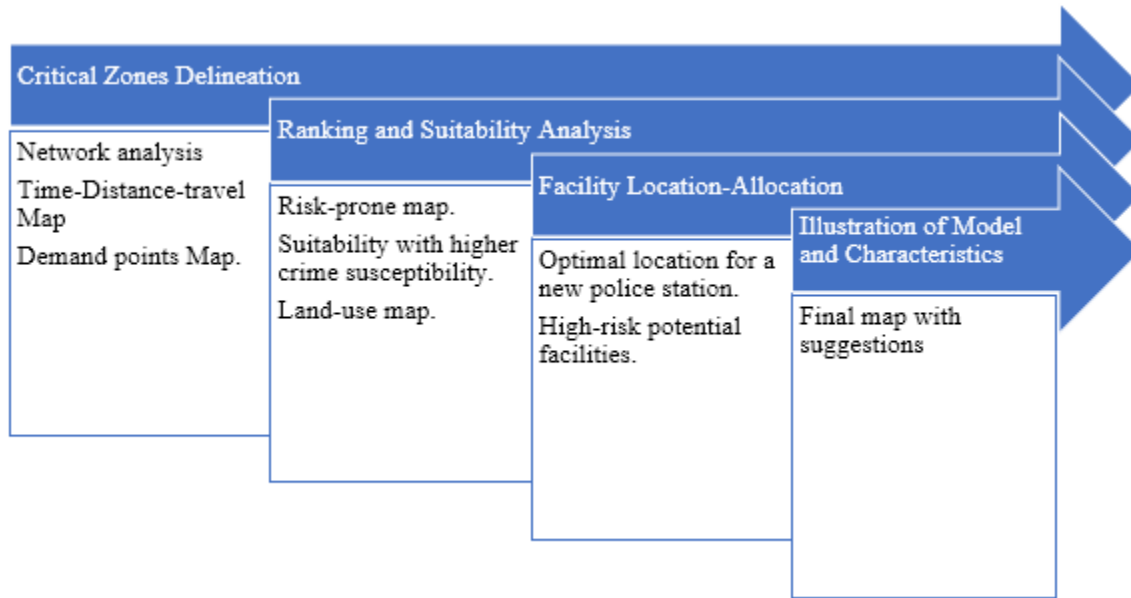 Critical Zones Delineation
Network analysis
Time-Distance-travel
Map
Demand points Map.
Ranking and Suitability Analysis
Risk-prone map.
Suitability with higher
crime susceptibility.
Land-use map.
Facility Location-Allocation
Optimal location for a
new police station.
High-risk potential
facilities.
Illustration of Model
and Characteristics
Final map with
suggestions